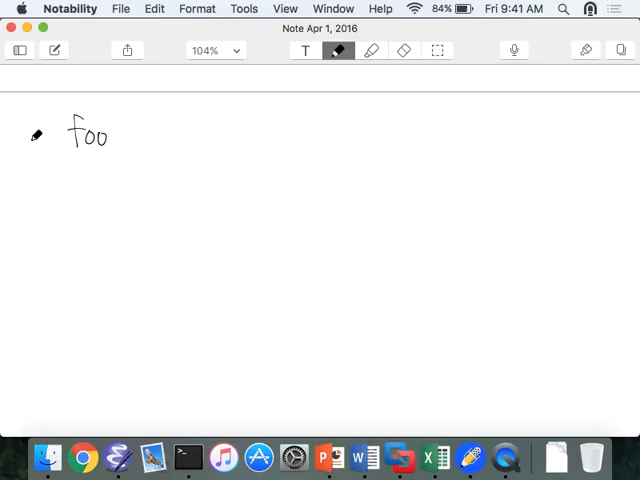 Notability File Edit Format Tools View Window Help 84% Fri 9:41 AM
Note Apr 1, 2016
104% T
foo
>_ P W X